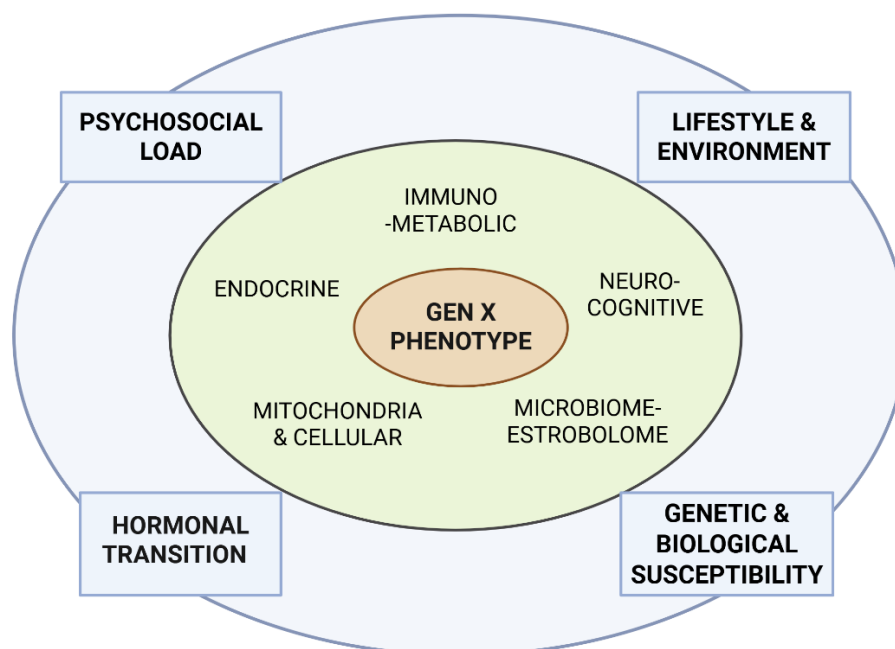 PSYCHOSOCIAL
LOAD
LIFESTYLE &
ENVIRONMENT
IMMUNO
-METABOLIC
ENDOCRINE
NEURO-
COGNITIVE
GEN X
PHENOTYPE
MITOCHONDRIA
& CELLULAR
MICROBIOME-
ESTROBOLOME
HORMONAL
TRANSITION
GENETIC &
BIOLOGICAL
SUSCEPTIBILITY